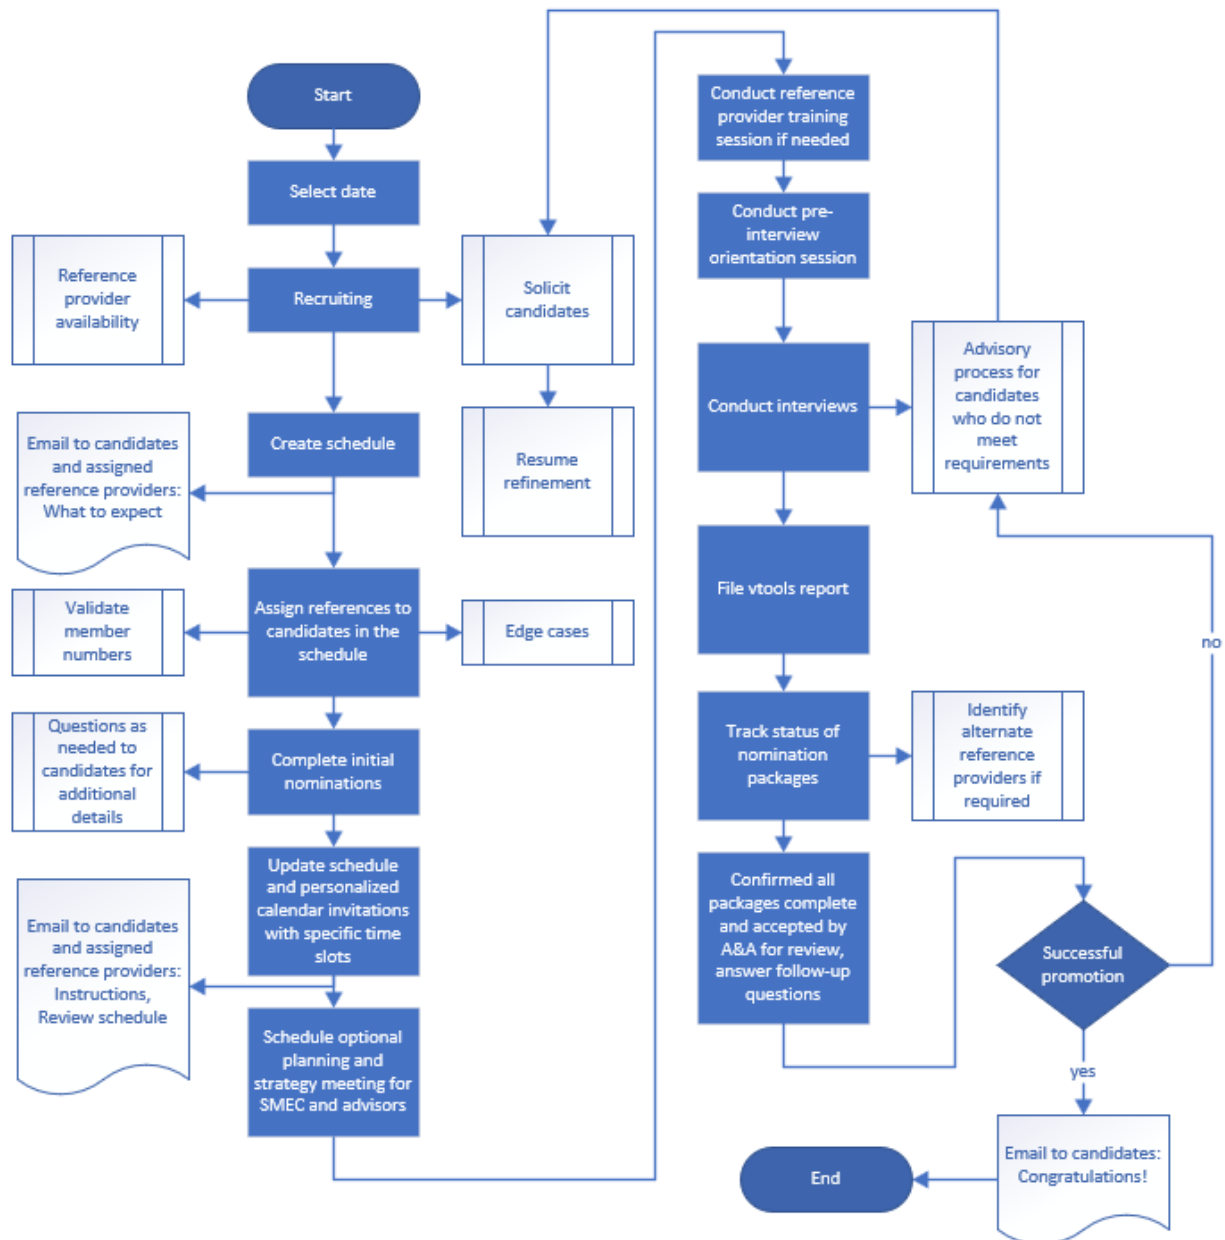 Start
Select date
Reference
provider
availability
Recruiting
Solicit
candidates
Email to candidates
and assigned
reference providers:
What to expect
Create schedule
Resume
refinement
Validate
member
numbers
Assign references to
candidates in the
schedule
Edge cases
Questions as
needed to
candidates for
additional
details
Complete initial
nominations
Update schedule
and personalized
calendar invitations
with specific time
slots
Email to candidates
and assigned
reference providers:
Instructions,
Review schedule
Schedule optional
planning and
strategy meeting for
SMEC and advisors
Conduct reference
provider training
session if needed
Conduct pre-
interview
orientation session
Conduct interviews
Advisory
process for
candidates
who do not
meet
requirements
File vtools report
no
Track status of
nomination
packages
Identify
alternate
reference
providers if
required
Confirmed all
packages complete
and accepted by
A&A for review,
answer follow-up
questions
Successful
promotion
yes
Email to candidates:
Congratulations!
End